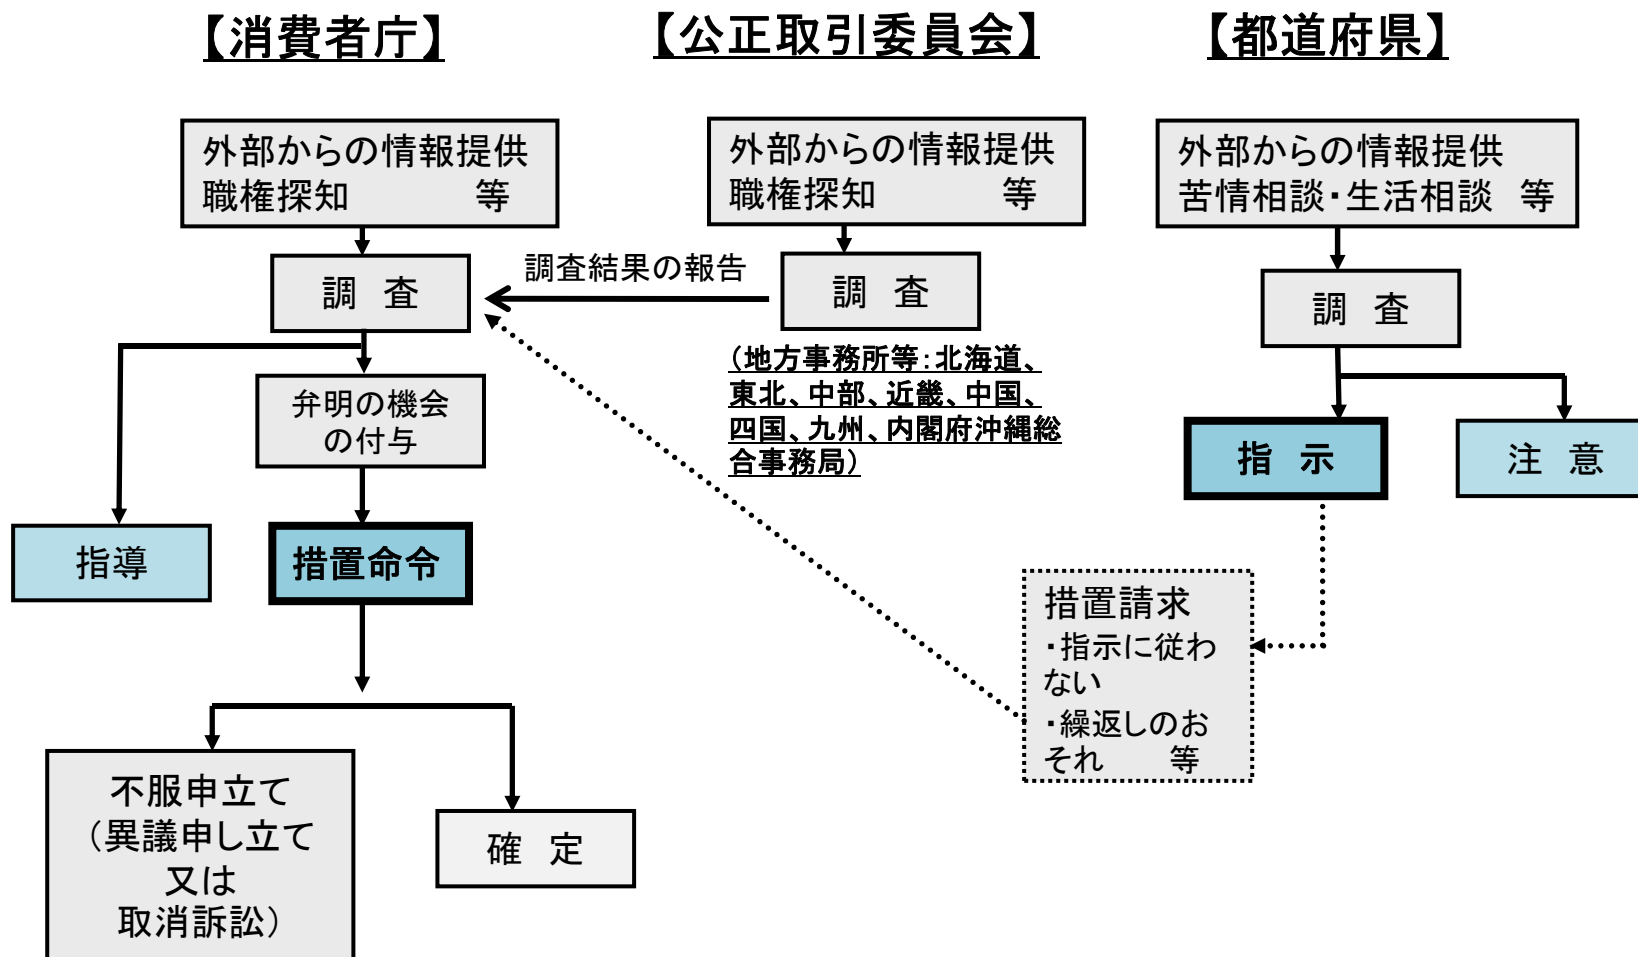 【消費者庁】
外部からの情報提供
職権探知 等
調 査
弁明の機会
の付与
指導
措置命令
不服申立て
（異議申し立て
又は
取消訴訟）
確 定
【公正取引委員会】
外部からの情報提供
職権探知 等
調査結果の報告
調 査
（地方事務所等：北海道、
東北、中部、近畿、中国、
四国、九州、内閣府沖縄総
合事務局）
【都道府県】
外部からの情報提供
苦情相談・生活相談 等
調 査
指 示
注 意
措置請求
・指示に従わ
ない
・繰返しのお
それ 等